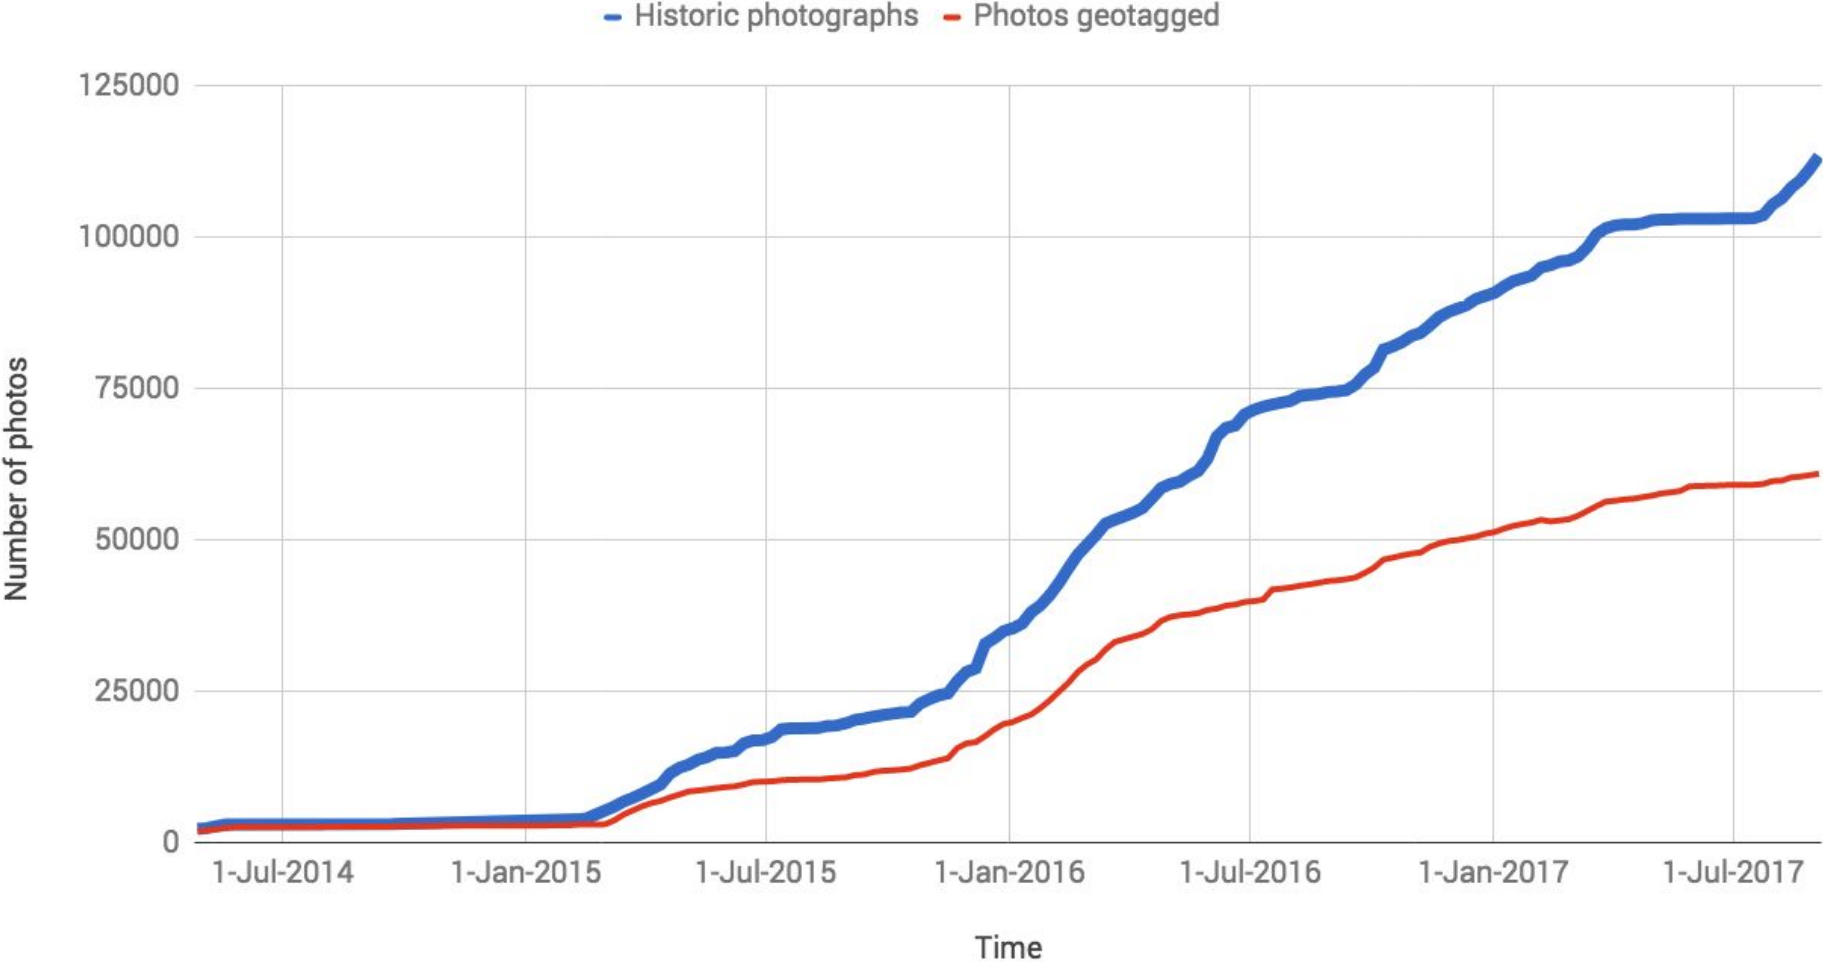 Historic photographs Photos geotagged
125000
100000
75000
50000
25000
0
Number of photos
1-Jul-2014 1-Jan-2015 1-Jul-2015 1-Jan-2016 1-Jul-2016 1-Jan-2017 1-Jul-2017
Time